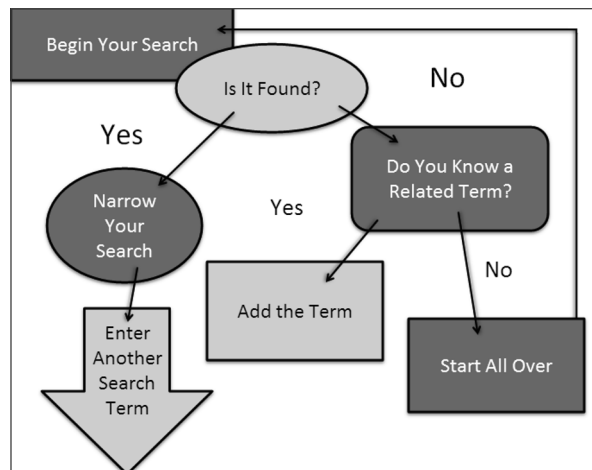 Begin Your Search
Is It Found?
No
Yes
Do You Know a
Related Term?
Narrow
Your
Search
Yes
Add the Term
No
Enter
Another
Search
Term
Start All Over